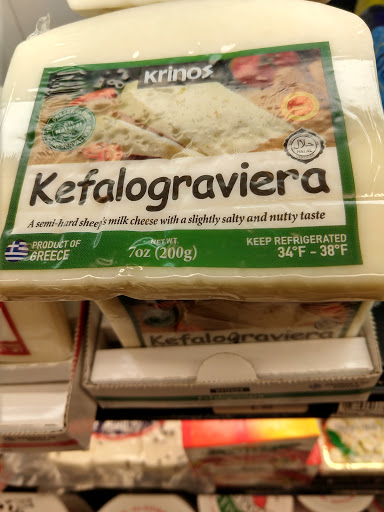 Krinos
HALAL
Kefalograviera
A semi-hard sheep's milk cheese with a slightly salty and nutty taste
PRODUCT OF
GREECE
NET WT.
7oz (200g)
KEEP REFRIGERATED
34°F - 38°F
Kefalograviera